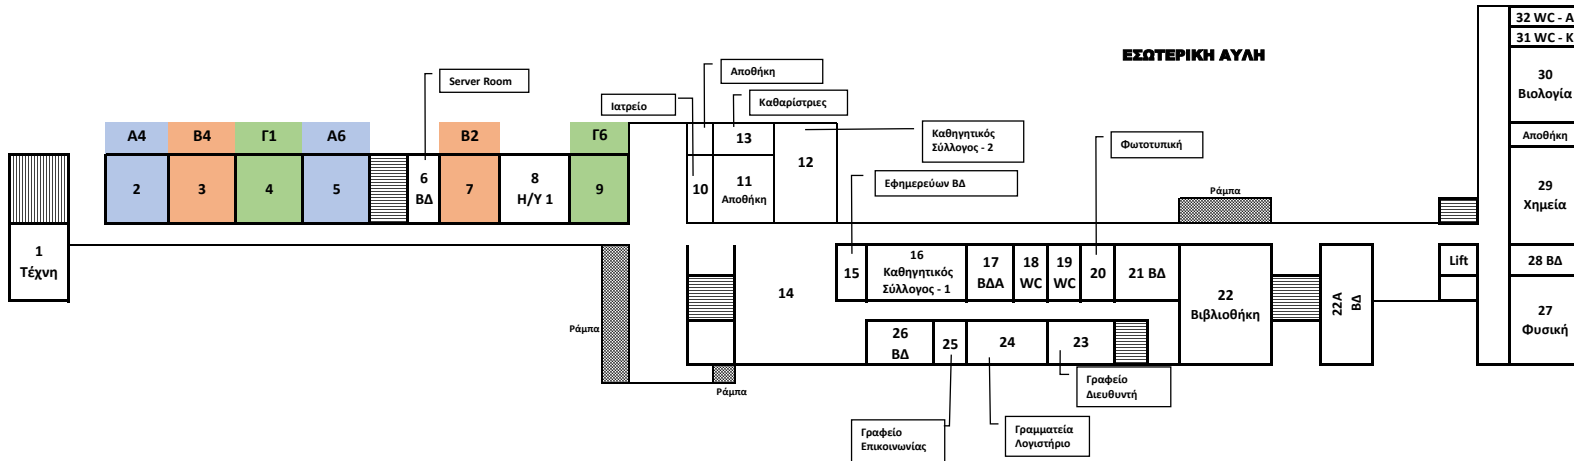 32 WC - Α
31 WC - Κ
ΕΣΩΤΕΡΙΚΗ ΑΥΛΗ
30
Βιολογία
Αποθήκη
Server Room
Ιατρείο
Καθαρίστριες
Α4
Β4
Γ1
Α6
Β2
Γ6
13
Καθηγητικός
Σύλλογος - 2
Φωτοτυπική
Αποθήκη
12
2
3
4
5
6
ΒΔ
7
8
Η/Υ 1
9
10
11
Αποθήκη
Εφημερεύων ΒΔ
Ράμπα
29
Χημεία
1
Τέχνη
14
15
16
Καθηγητικός
Σύλλογος - 1
17
ΒΔΑ
18
WC
19
WC
20
21 ΒΔ
22
Βιβλιοθήκη
22Α
ΒΔ
Lift
28 ΒΔ
27
Φυσική
Ράμπα
26
ΒΔ
25
24
23
Ράμπα
Γραφείο
Διευθυντή
Γραφείο
Επικοινωνίας
Γραμματεία
Λογιστήριο